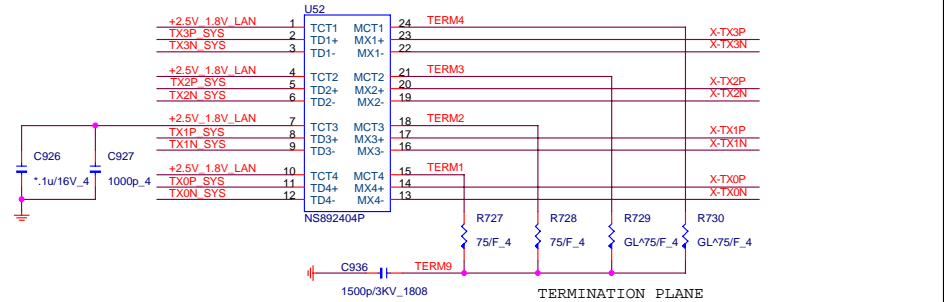 U52
+2.5V_1.8V_LAN 1 TCT1 MCT1 24 TERM4
TX3P_SYS 2 TD1+ MX1+ 23 X-TX3P
TX3N_SYS 3 TD1- MX1- 22 X-TX3N
+2.5V_1.8V_LAN 4 TCT2 MCT2 21 TERM3
TX2P_SYS 5 TD2+ MX2+ 20 X-TX2P
TX2N_SYS 6 TD2- MX2- 19 X-TX2N
+2.5V_1.8V_LAN 7 TCT3 MCT3 18 TERM2
TX1P_SYS 8 TD3+ MX3+ 17 X-TX1P
TX1N_SYS 9 TD3- MX3- 16 X-TX1N
C926 C927
+2.5V_1.8V_LAN 10 TCT4 MCT4 15 TERM1
*.1u/16V_4 1000p_4 TX0P_SYS 11 TD4+ MX4+ 14 X-TX0P
TX0N_SYS 12 TD4- MX4- 13 X-TX0N
NS892404P
R727 R728 R729 R730
75/F_4 75/F_4 GL^75/F_4 GL^75/F_4
C936 TERM9
1500p/3KV_1808
TERMINATION PLANE